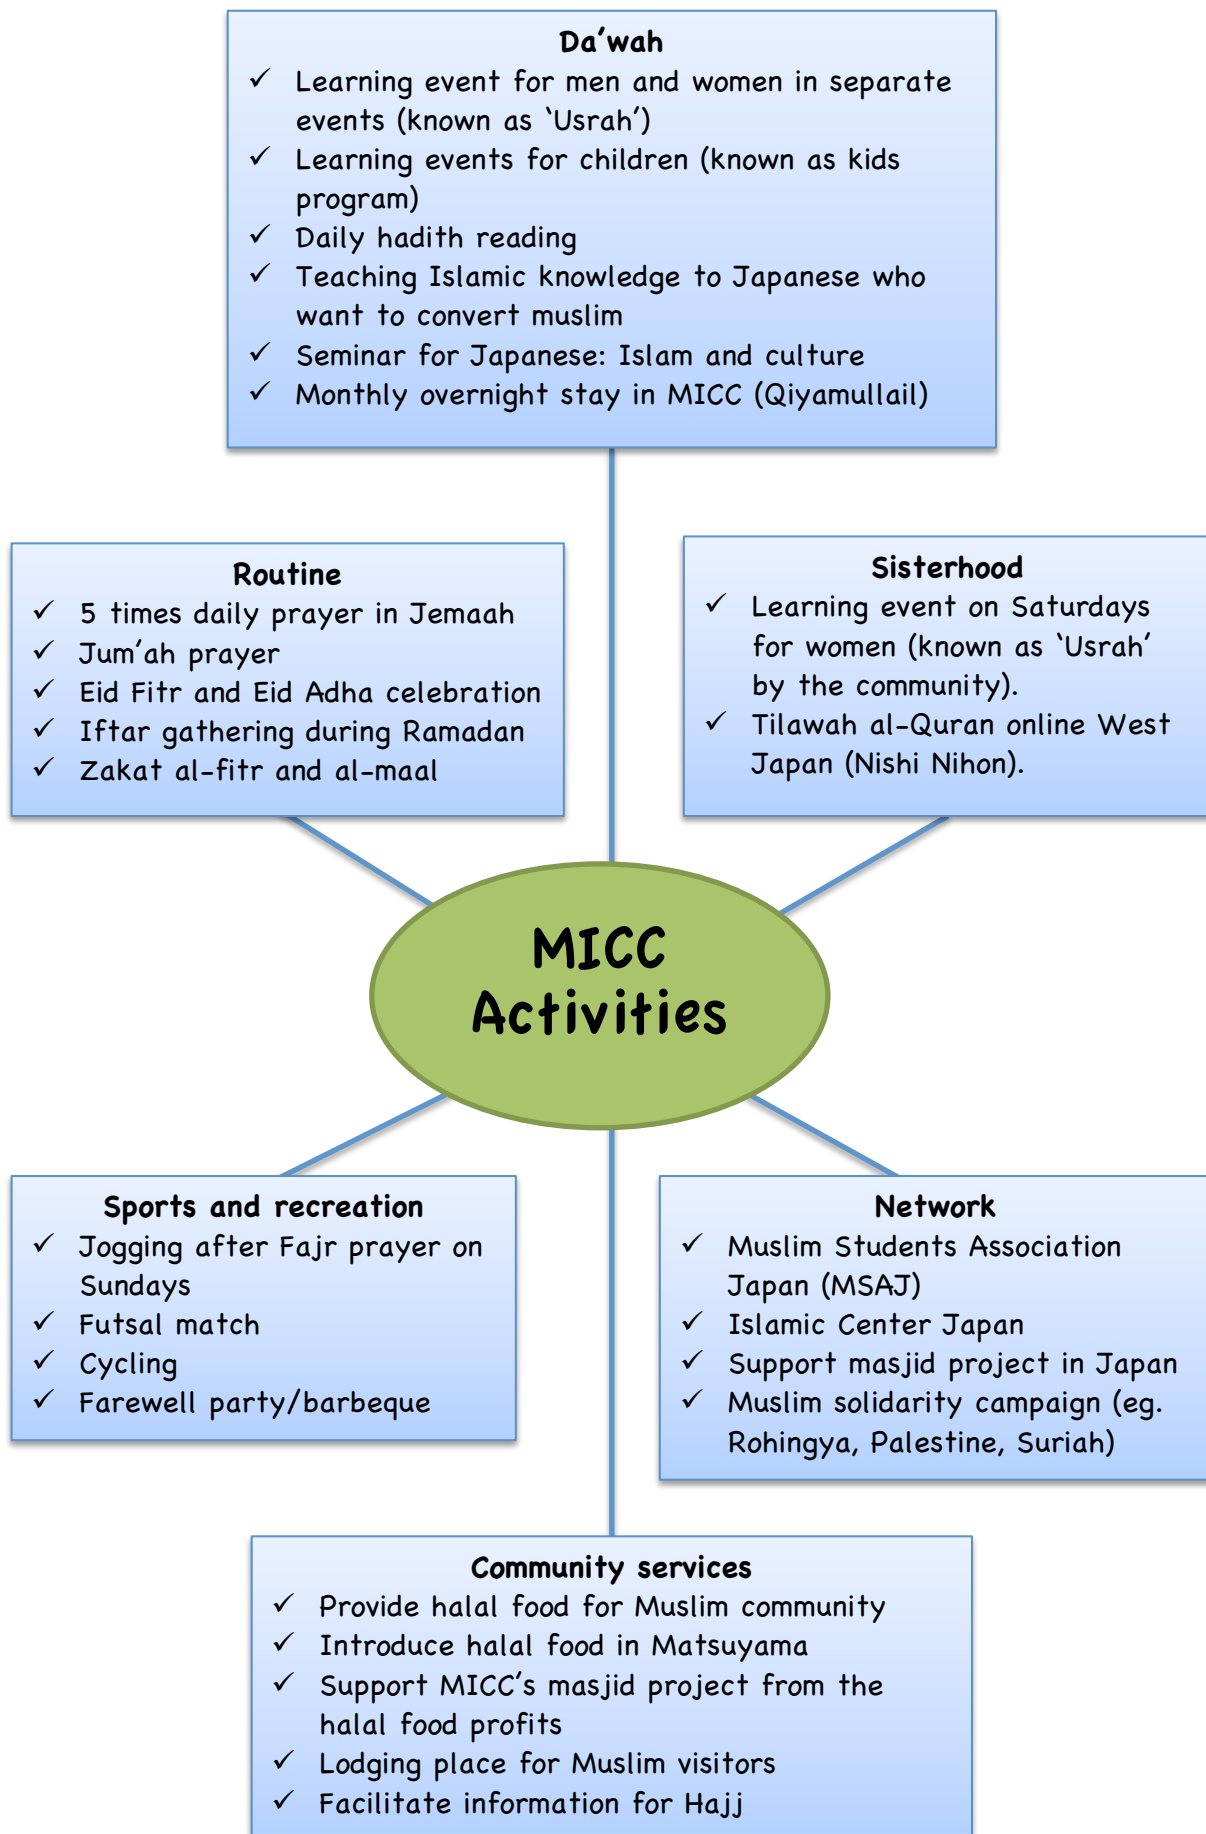 Da'wah
✓ Learning event for men and women in separate
events (known as ‘Usrah’)
✓ Learning events for children (known as kids
program)
✓ Daily hadith reading
✓ Teaching Islamic knowledge to Japanese who
want to convert muslim
✓ Seminar for Japanese: Islam and culture
✓ Monthly overnight stay in MICC (Qiyamullail)
Routine
✓ 5 times daily prayer in Jemaah
✓ Jum’ah prayer
✓ Eid Fitr and Eid Adha celebration
✓ Iftar gathering during Ramadan
✓ Zakat al-fitr and al-maal
Sisterhood
✓ Learning event on Saturdays
for women (known as ‘Usrah’
by the community).
✓ Tilawah al-Quran online West
Japan (Nishi Nihon).
MICC
Activities
Sports and recreation
✓ Jogging after Fajr prayer on
Sundays
✓ Futsal match
✓ Cycling
✓ Farewell party/barbeque
Network
✓ Muslim Students Association
Japan (MSAJ)
✓ Islamic Center Japan
✓ Support masjid project in Japan
✓ Muslim solidarity campaign (eg.
Rohingya, Palestine, Suriah)
Community services
✓ Provide halal food for Muslim community
✓ Introduce halal food in Matsuyama
✓ Support MICC’s masjid project from the
halal food profits
✓ Lodging place for Muslim visitors
✓ Facilitate information for Hajj